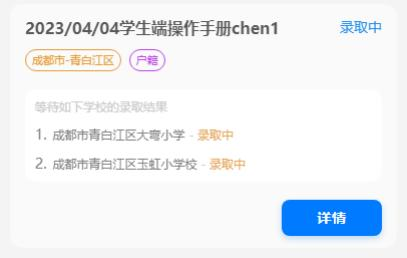 2023/04/04学生端操作手册chen1 录取中
成都市-青白江区 户籍
等待如下学校的录取结果
1. 成都市青白江区大弯小学 - 录取中
2. 成都市青白江区玉虹小学校 - 录取中
详情